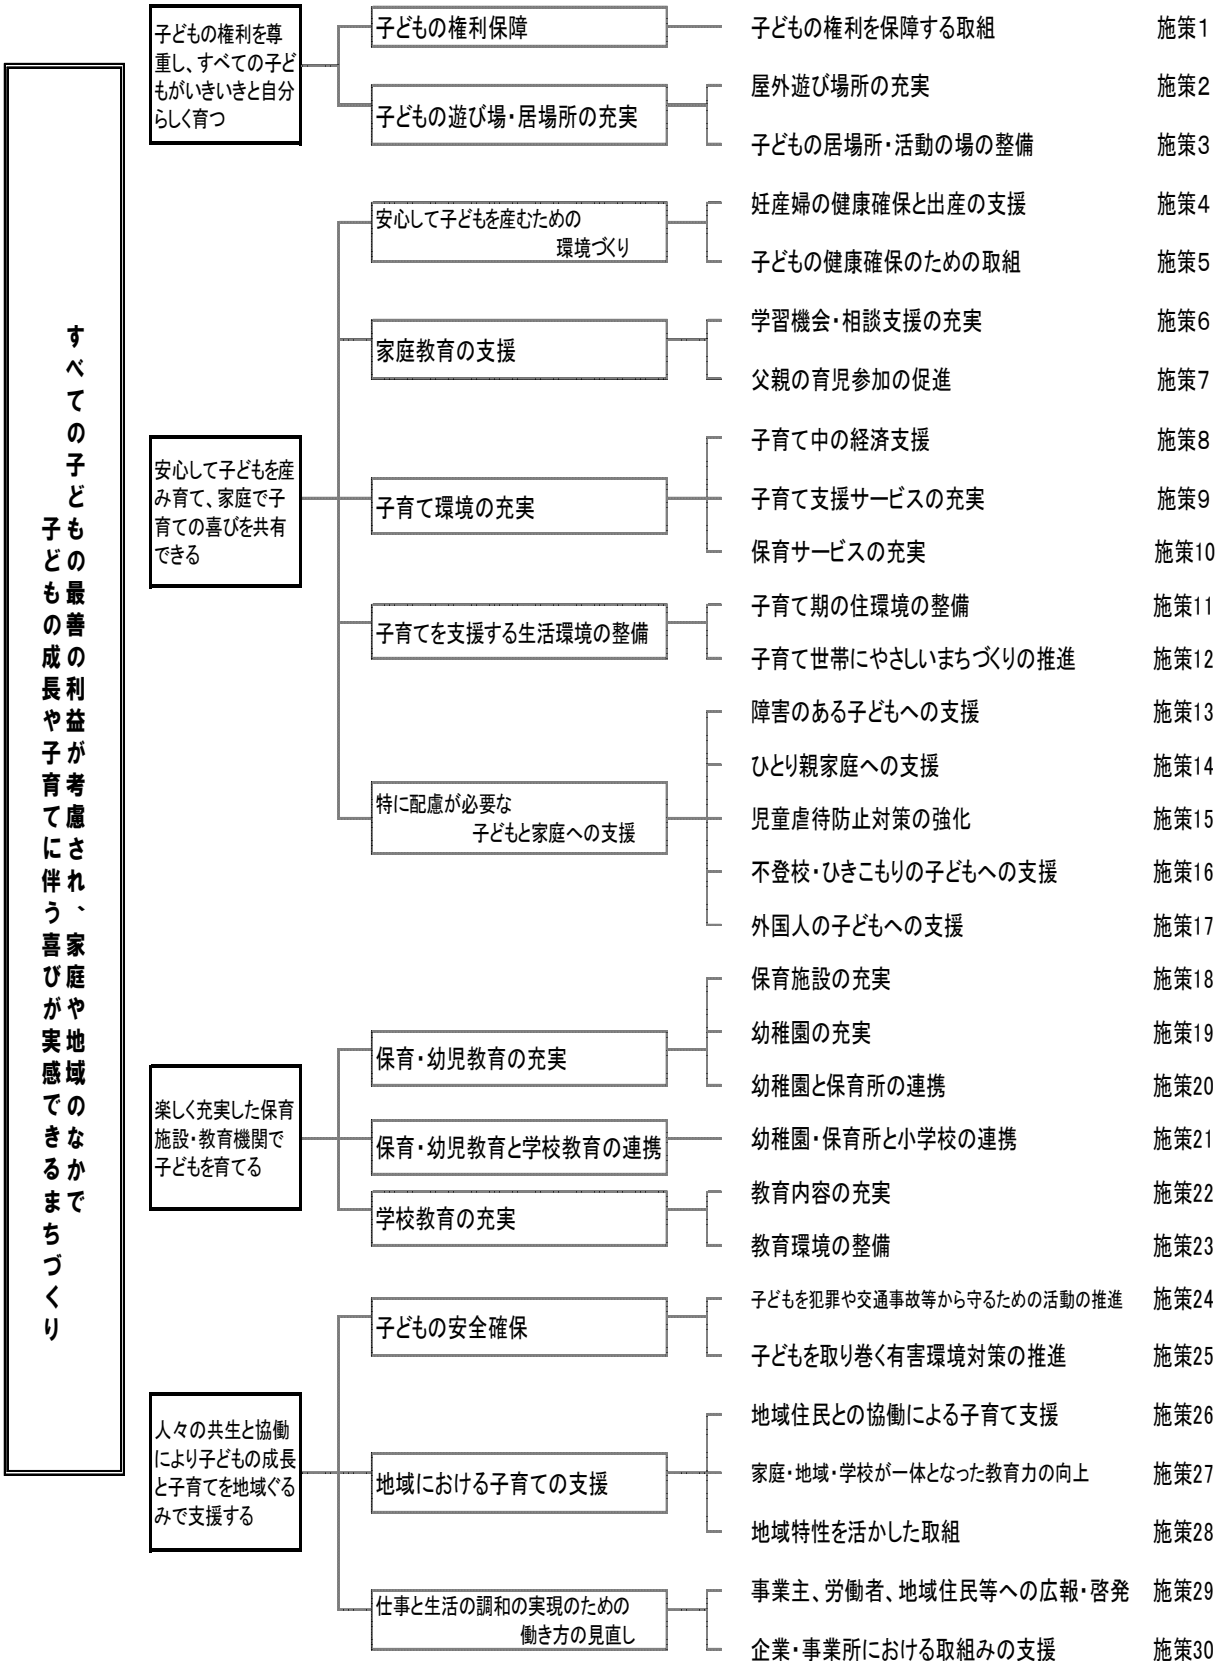 すべての子どもの最善の利益が考慮され、家庭や地域のなかで
子どもの成長や子育てに伴う喜びが実感できるまちづくり
子どもの権利を尊
重し、すべての子ど
もがいきいきと自分
らしく育つ
子どもの権利保障
子どもの権利を保障する取組 施策1
子どもの遊び場・居場所の充実
屋外遊び場所の充実 施策2
子どもの居場所・活動の場の整備 施策3
安心して子どもを産
み育て、家庭で子
育ての喜びを共有
できる
安心して子どもを産むための
環境づくり
妊産婦の健康確保と出産の支援 施策4
子どもの健康確保のための取組 施策5
家庭教育の支援
学習機会・相談支援の充実 施策6
父親の育児参加の促進 施策7
子育て環境の充実
子育て中の経済支援 施策8
子育て支援サービスの充実 施策9
保育サービスの充実 施策10
子育てを支援する生活環境の整備
子育て期の住環境の整備 施策11
子育て世帯にやさしいまちづくりの推進 施策12
特に配慮が必要な
子どもと家庭への支援
障害のある子どもへの支援 施策13
ひとり親家庭への支援 施策14
児童虐待防止対策の強化 施策15
不登校・ひきこもりの子どもへの支援 施策16
外国人の子どもへの支援 施策17
楽しく充実した保育
施設・教育機関で
子どもを育てる
保育・幼児教育の充実
保育施設の充実 施策18
幼稚園の充実 施策19
幼稚園と保育所の連携 施策20
保育・幼児教育と学校教育の連携
幼稚園・保育所と小学校の連携 施策21
学校教育の充実
教育内容の充実 施策22
教育環境の整備 施策23
人々の共生と協働
により子どもの成長
と子育てを地域ぐる
みで支援する
子どもの安全確保
子どもを犯罪や交通事故等から守るための活動の推進 施策24
子どもを取り巻く有害環境対策の推進 施策25
地域における子育ての支援
地域住民との協働による子育て支援 施策26
家庭・地域・学校が一体となった教育力の向上 施策27
地域特性を活かした取組 施策28
仕事と生活の調和の実現のための
働き方の見直し
事業主、労働者、地域住民等への広報・啓発 施策29
企業・事業所における取組みの支援 施策30